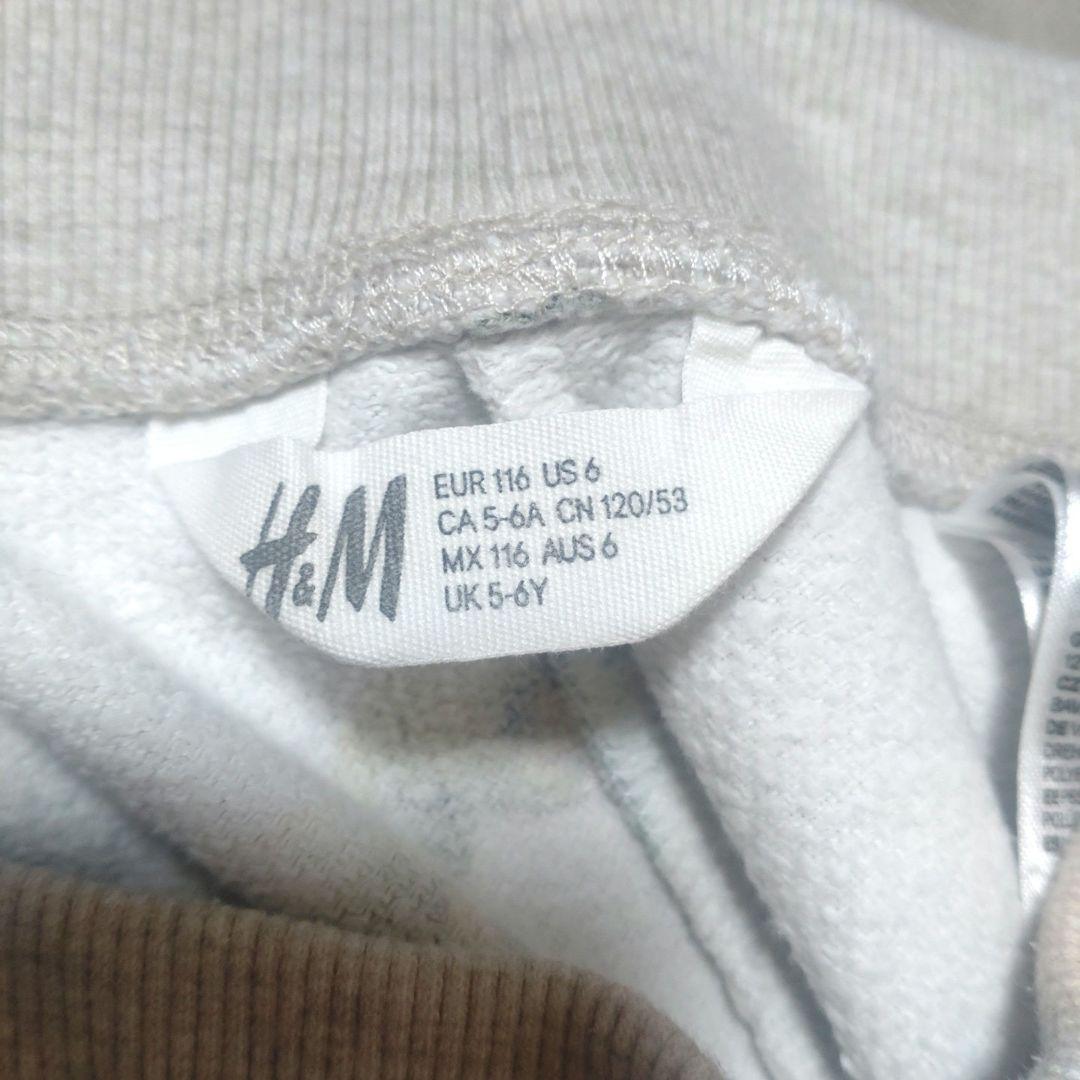 H&M
EUR 116 US 6
CA 5-6A CN 120/53
MX 116 AUS 6
UK 5-6Y